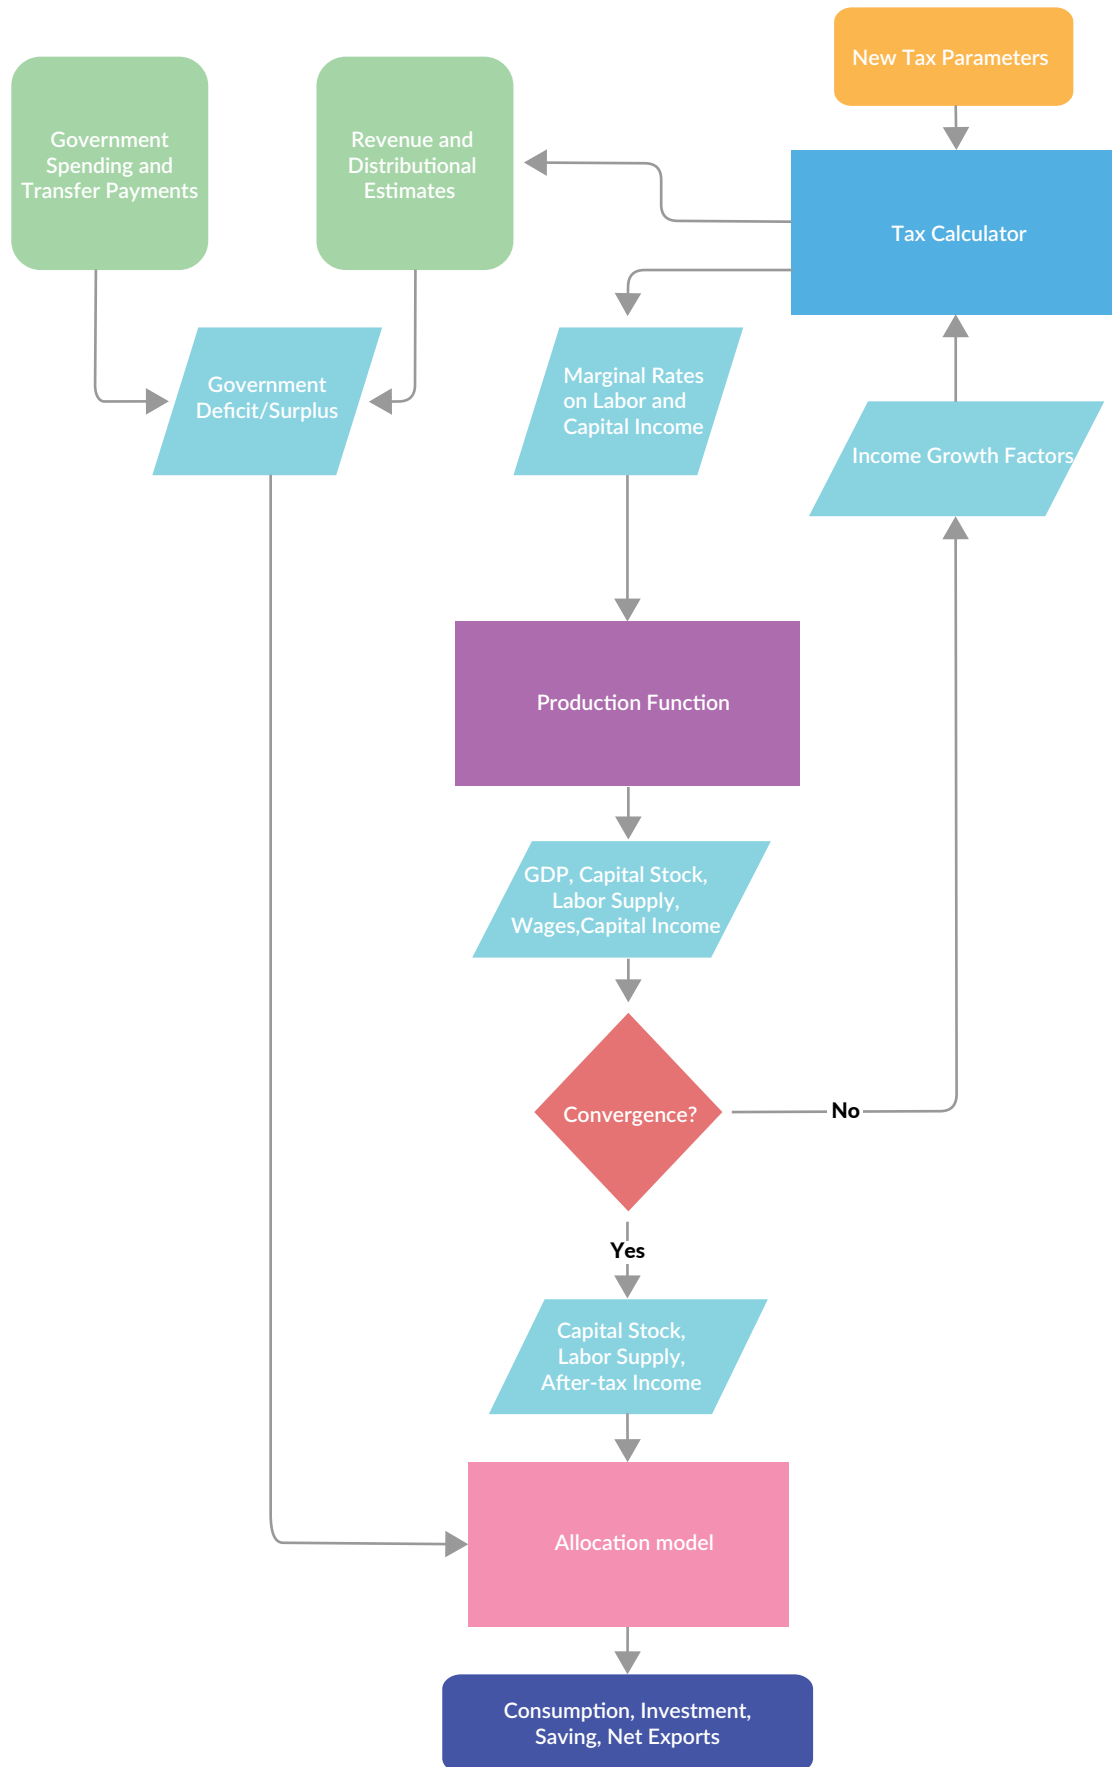 New Tax Parameters
Government
Spending and
Transfer Payments
Revenue and
Distributional
Estimates
Tax Calculator
Government
Deficit/Surplus
Marginal Rates
on Labor and
Capital Income
Income Growth Factors
Production Function
GDP, Capital Stock,
Labor Supply,
Wages,Capital Income
Convergence?
No
Yes
Capital Stock,
Labor Supply,
After-tax Income
Allocation model
Consumption, Investment,
Saving, Net Exports